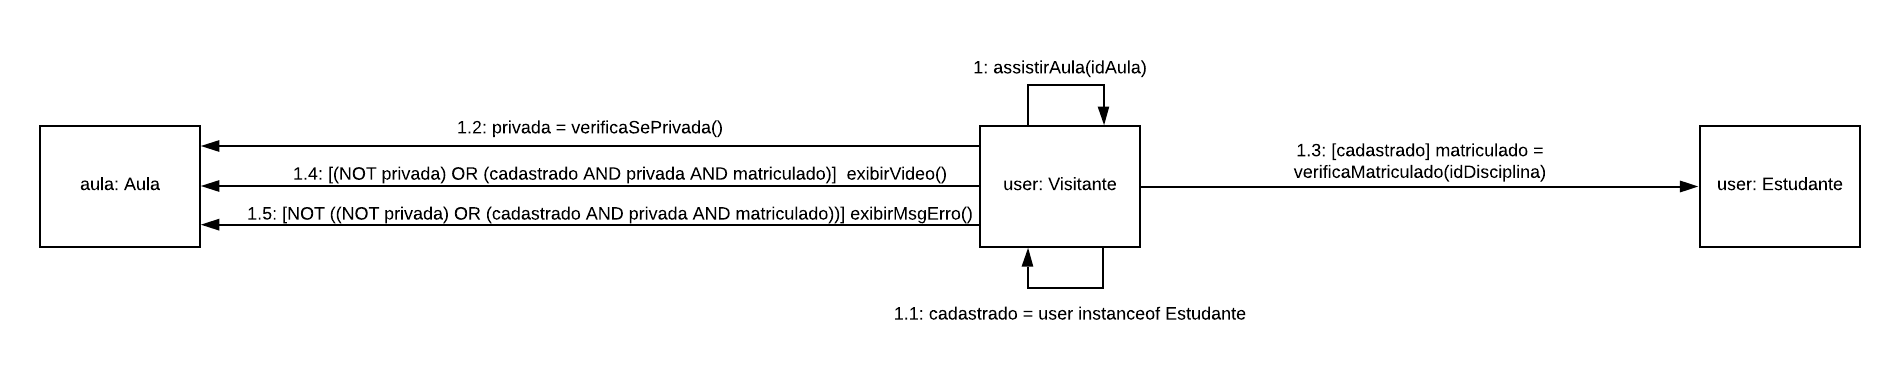 1: assistirAula(idAula)
1.2: privada = verificaSePrivada()
1.3: [cadastrado] matriculado =
verificaMatriculado(idDisciplina)
1.4: [(NOT privada) OR (cadastrado AND privada AND matriculado)] exibirVideo()
aula: Aula
user: Visitante
user: Estudante
1.5: [NOT ((NOT privada) OR (cadastrado AND privada AND matriculado))] exibirMsgErro()
1.1: cadastrado = user instanceof Estudante